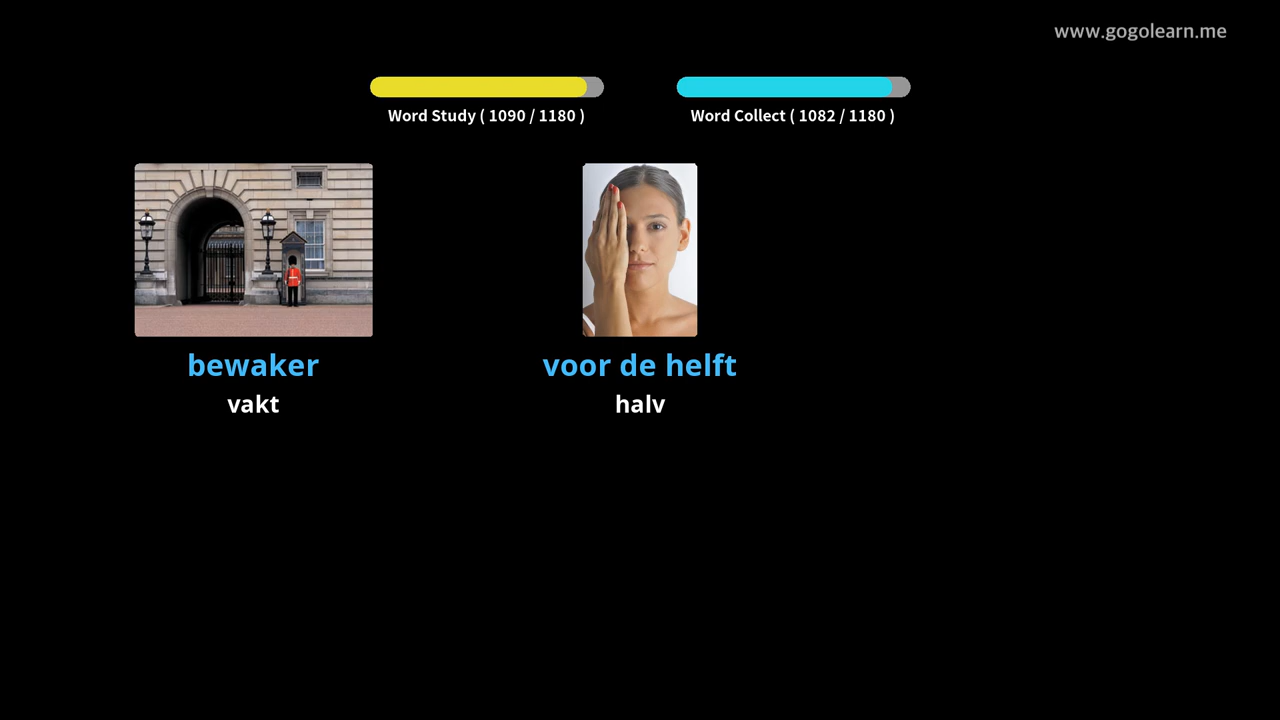 www.gogolearn.me
Word Study ( 1090 / 1180 )
Word Collect ( 1082 / 1180 )
bewaker
vakt
voor de helft
halv